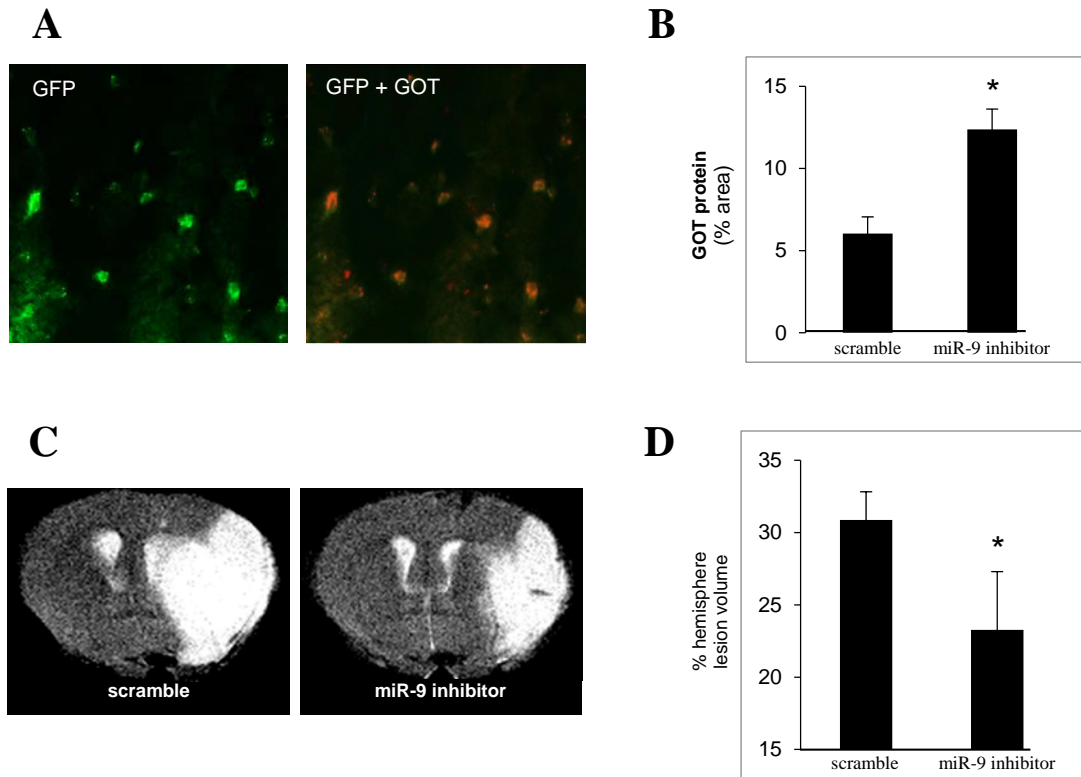 A
GFP
GFP + GOT
B
GOT protein
(% area)
15
10
5
0
*
scramble
miR-9 inhibitor
C
scramble
miR-9 inhibitor
D
% hemisphere
lesion volume
35
30
25
20
15
*
scramble
miR-9 inhibitor